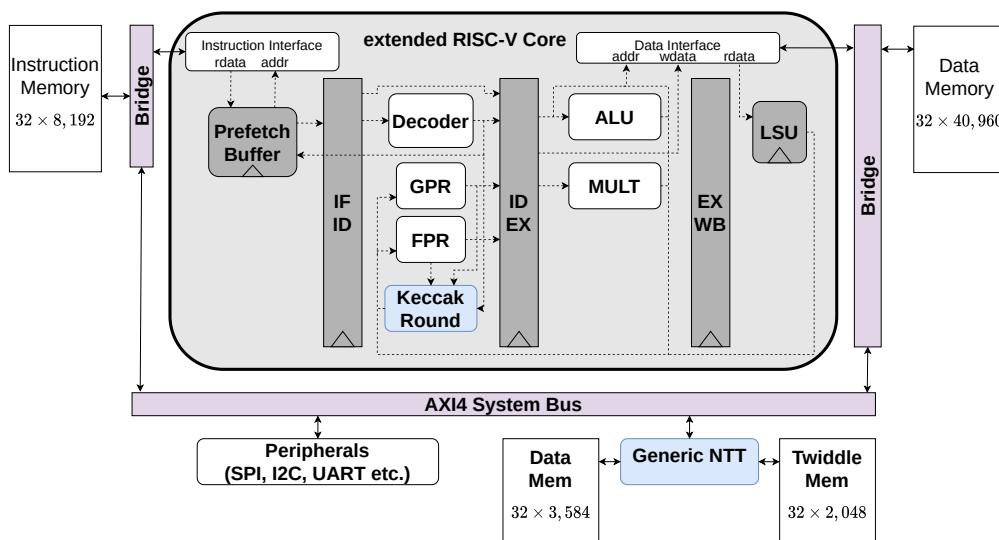 extended RISC-V Core
Instruction Interface
rdata addr
Data Interface
addr wdata rdata
Instruction
Memory
32 × 8,192
Bridge
Prefetch
Buffer
IF
ID
Decoder
GPR
FPR
Keccak
Round
ID
EX
ALU
MULT
EX
WB
LSU
Bridge
Data
Memory
32 × 40,960
AXI4 System Bus
Peripherals
(SPI, I2C, UART etc.)
Data
Mem
32 × 3,584
Generic NTT
Twiddle
Mem
32 × 2,048